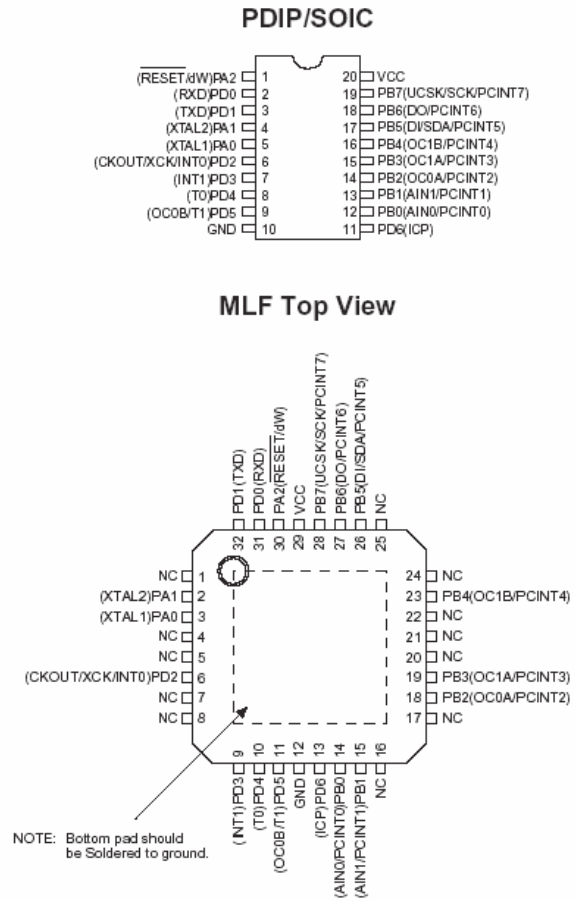 PDIP/SOIC
(RESET/dW)PA2 1
(RXD)PD0 2
(TXD)PD1 3
(XTAL2)PA1 4
(XTAL1)PA0 5
(CKOUT/XCK/INT0)PD2 6
(INT1)PD3 7
(T0)PD4 8
(OC0B/T1)PD5 9
GND 10
20 VCC
19 PB7(UCSK/SCK/PCINT7)
18 PB6(DO/PCINT6)
17 PB5(DI/SDA/PCINT5)
16 PB4(OC1B/PCINT4)
15 PB3(OC1A/PCINT3)
14 PB2(OC0A/PCINT2)
13 PB1(AIN1/PCINT1)
12 PB0(AIN0/PCINT0)
11 PD6(ICP)
MLF Top View
32 PD1(TXD)
31 PD0(RXD)
30 PA2(RESET/dW)
29 VCC
28 PB7(UCSK/SCK/PCINT7)
27 PB6(DO/PCINT6)
26 PB5(DI/SDA/PCINT5)
25 NC
NC 1
(XTAL2)PA1 2
(XTAL1)PA0 3
NC 4
NC 5
(CKOUT/XCK/INT0)PD2 6
NC 7
NC 8
24 NC
23 PB4(OC1B/PCINT4)
22 NC
21 NC
20 NC
19 PB3(OC1A/PCINT3)
18 PB2(OC0A/PCINT2)
17 NC
(INT1)PD3 9
(T0)PD4 10
(OC0B/T1)PD5 11
GND 12
(ICP)PD6 13
(AIN0/PCINT0)PB0 14
(AIN1/PCINT1)PB1 15
NC 16
NOTE: Bottom pad should
be Soldered to ground.